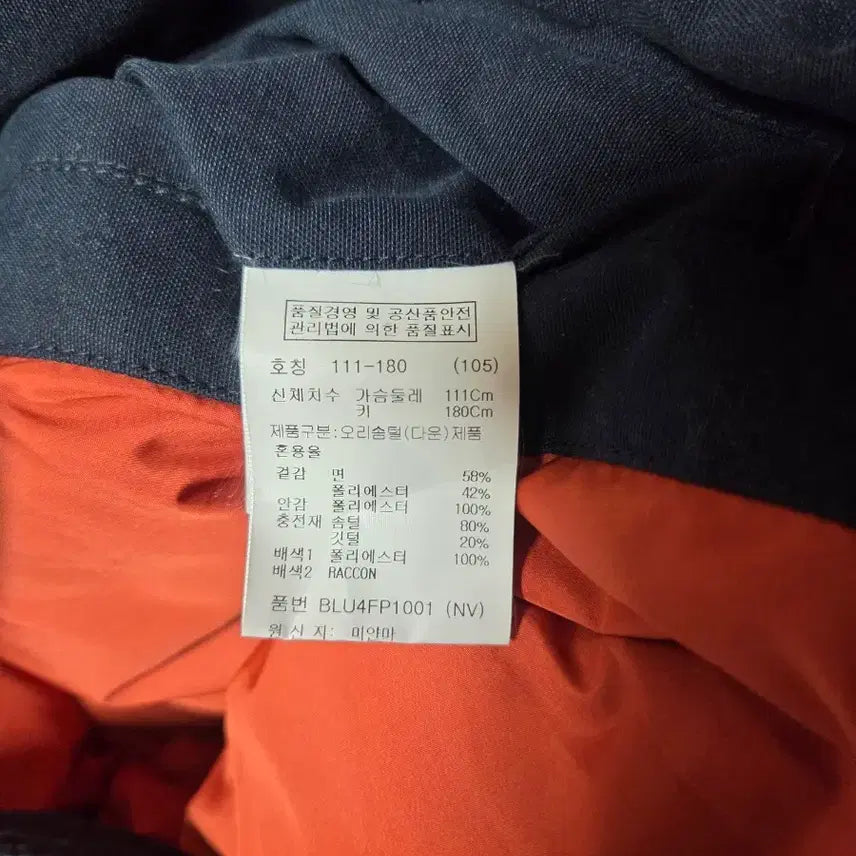 품질경영 및 공산품안전
관리법에 의한 품질표시
호칭 111-180 (105)
신체치수 가슴둘레 111Cm
키 180Cm
제품구분:오리솜털(다운)제품
혼용율
겉감 면 58%
폴리에스터 42%
안감 폴리에스터 100%
충전재 솜털 80%
깃털 20%
배색1 폴리에스터 100%
배색2 RACCON
품번 BLU4FP1001 (NV)
원산지: 미얀마